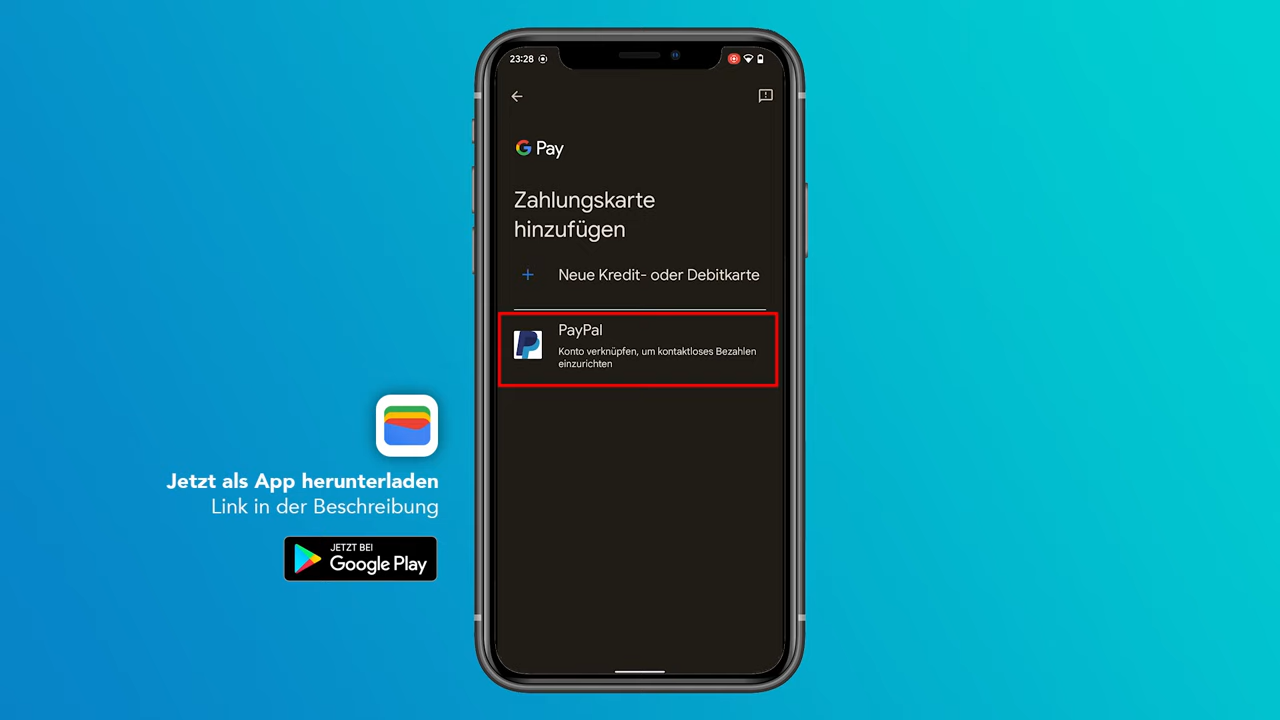 23:28
G Pay
Zahlungskarte
hinzufügen
Neue Kredit- oder Debitkarte
PayPal
Konto verknüpfen, um kontaktloses Bezahlen
einzurichten
Jetzt als App herunterladen
Link in der Beschreibung
JETZT BEI
Google Play